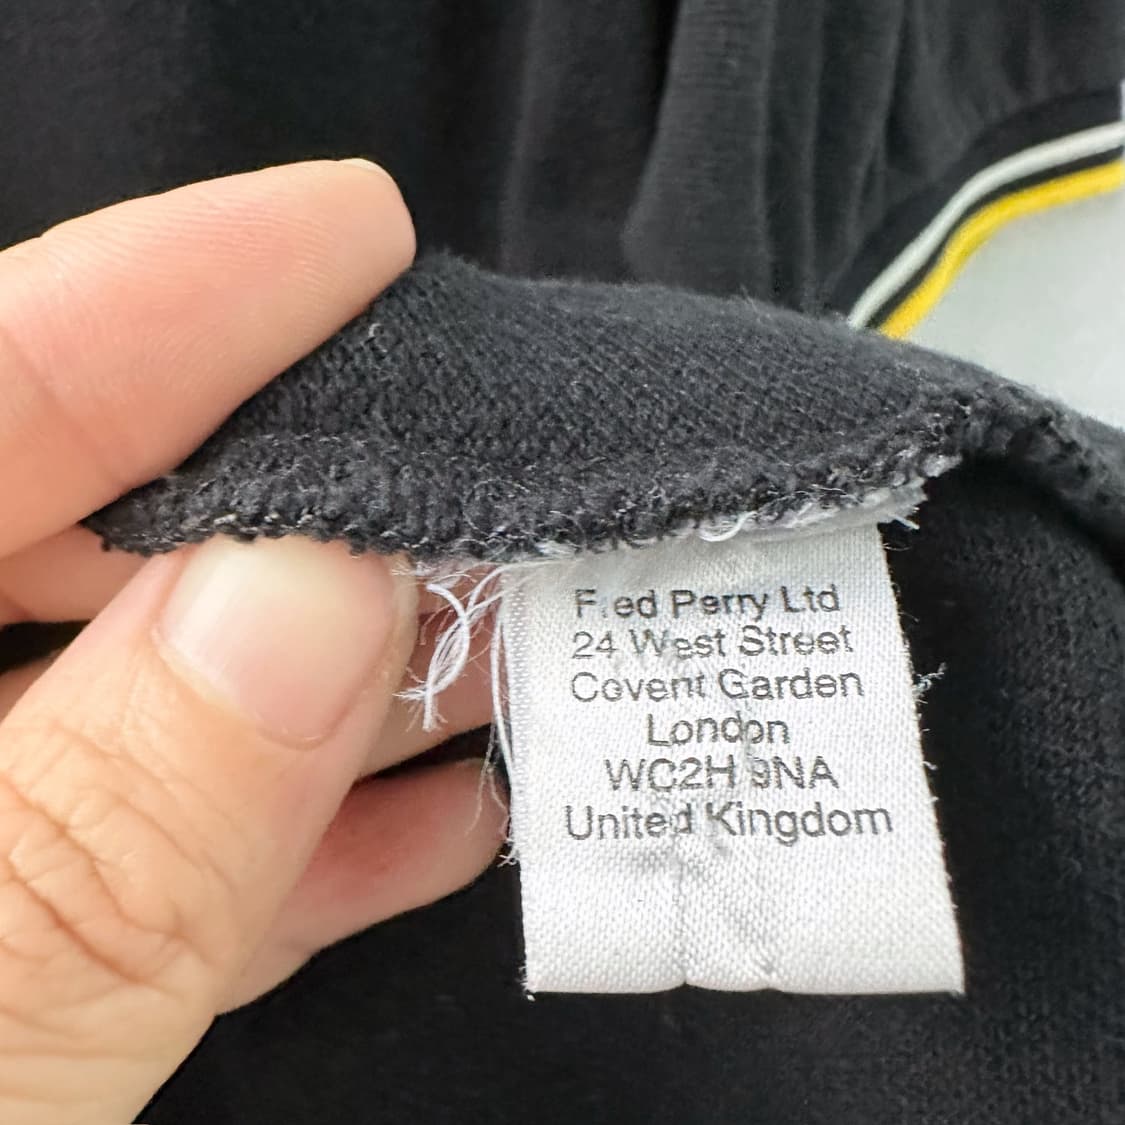 Fred Perry Ltd
24 West Street
Covent Garden
London
WC2H 9NA
United Kingdom